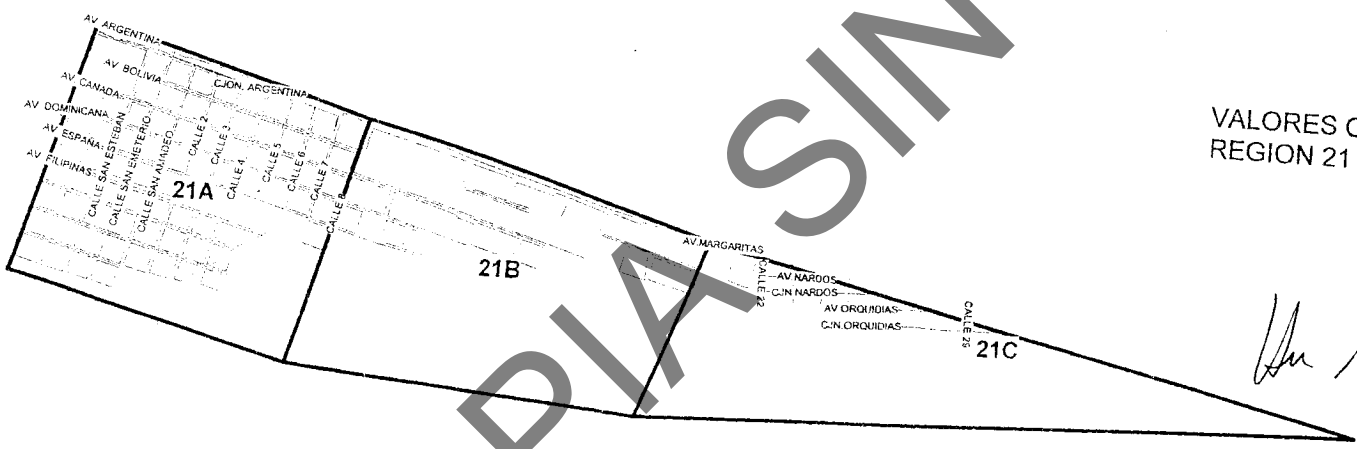 AV. ARGENTINA
AV. BOLIVIA
CJON. ARGENTINA
AV. CANADA
AV. DOMINICANA
AV. ESPAÑA
AV. FILIPINAS
CALLE SAN ESTEBAN
CALLE SAN EMETERIO
CALLE SAN AMADEO
CALLE 2
CALLE 3
CALLE 4
CALLE 5
CALLE 6
CALLE 7
CALLE 8
21A
21B
AV.MARGARITAS
CALLE 22
AV.NARDOS
CJN.NARDOS
AV ORQUIDIAS
CJN.ORQUIDIAS
CALLE 29
21C
VALORES
REGION 21
PIA SIN